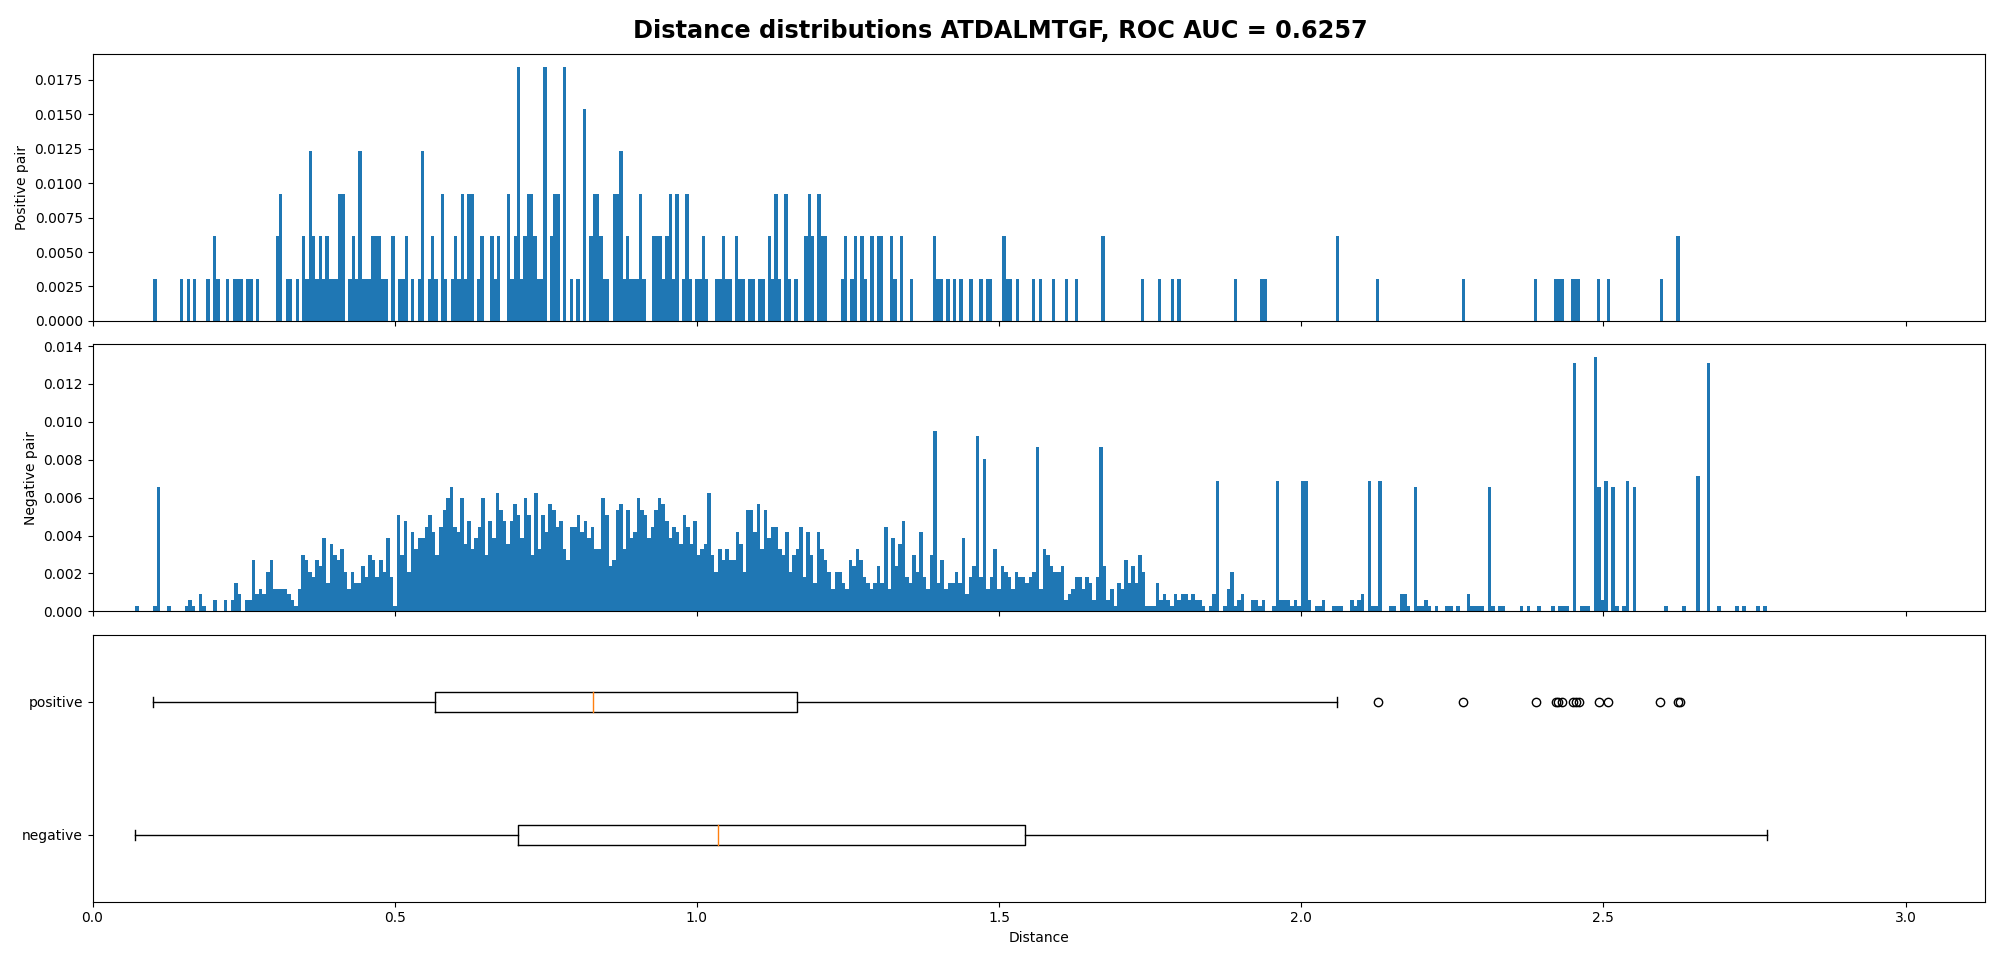 Distance distributions ATDALMTGF, ROC AUC = 0.6257
0.0175
0.0150
0.0125
0.0100
0.0075
0.0050
0.0025
0.0000
Positive pair
0.014
0.012
0.010
0.008
0.006
0.004
0.002
0.000
Negative pair
positive
negative
0.0 0.5 1.0 1.5 2.0 2.5 3.0
Distance